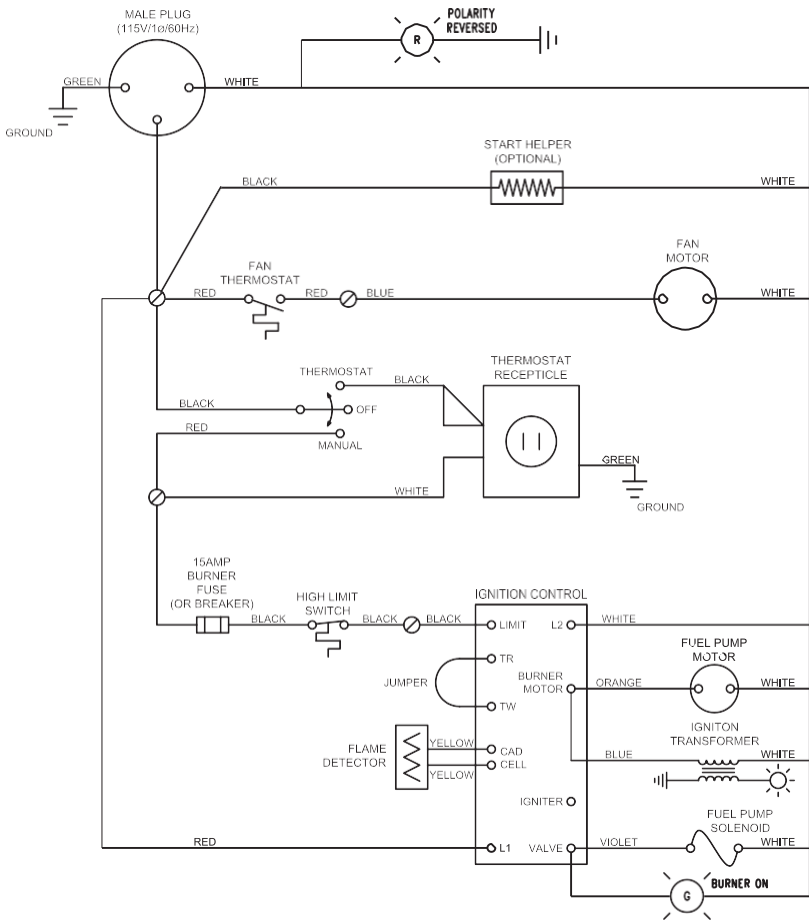 MALE PLUG
(115V/1ø/60Hz)
POLARITY
REVERSED
R
GREEN
WHITE
GROUND
START HELPER
(OPTIONAL)
BLACK
WHITE
FAN
THERMOSTAT
FAN
MOTOR
RED
RED
BLUE
WHITE
THERMOSTAT
BLACK
THERMOSTAT
RECEPTICLE
BLACK
OFF
RED
MANUAL
GREEN
WHITE
GROUND
15AMP
BURNER
FUSE
(OR BREAKER)
HIGH LIMIT
SWITCH
IGNITION CONTROL
BLACK
BLACK
BLACK
LIMIT
L2
WHITE
FUEL PUMP
MOTOR
TR
JUMPER
BURNER
MOTOR
ORANGE
WHITE
TW
IGNITON
TRANSFORMER
FLAME
DETECTOR
YELLOW
CAD
BLUE
WHITE
YELLOW
CELL
IGNITER
FUEL PUMP
SOLENOID
RED
L1
VALVE
VIOLET
WHITE
G
BURNER ON